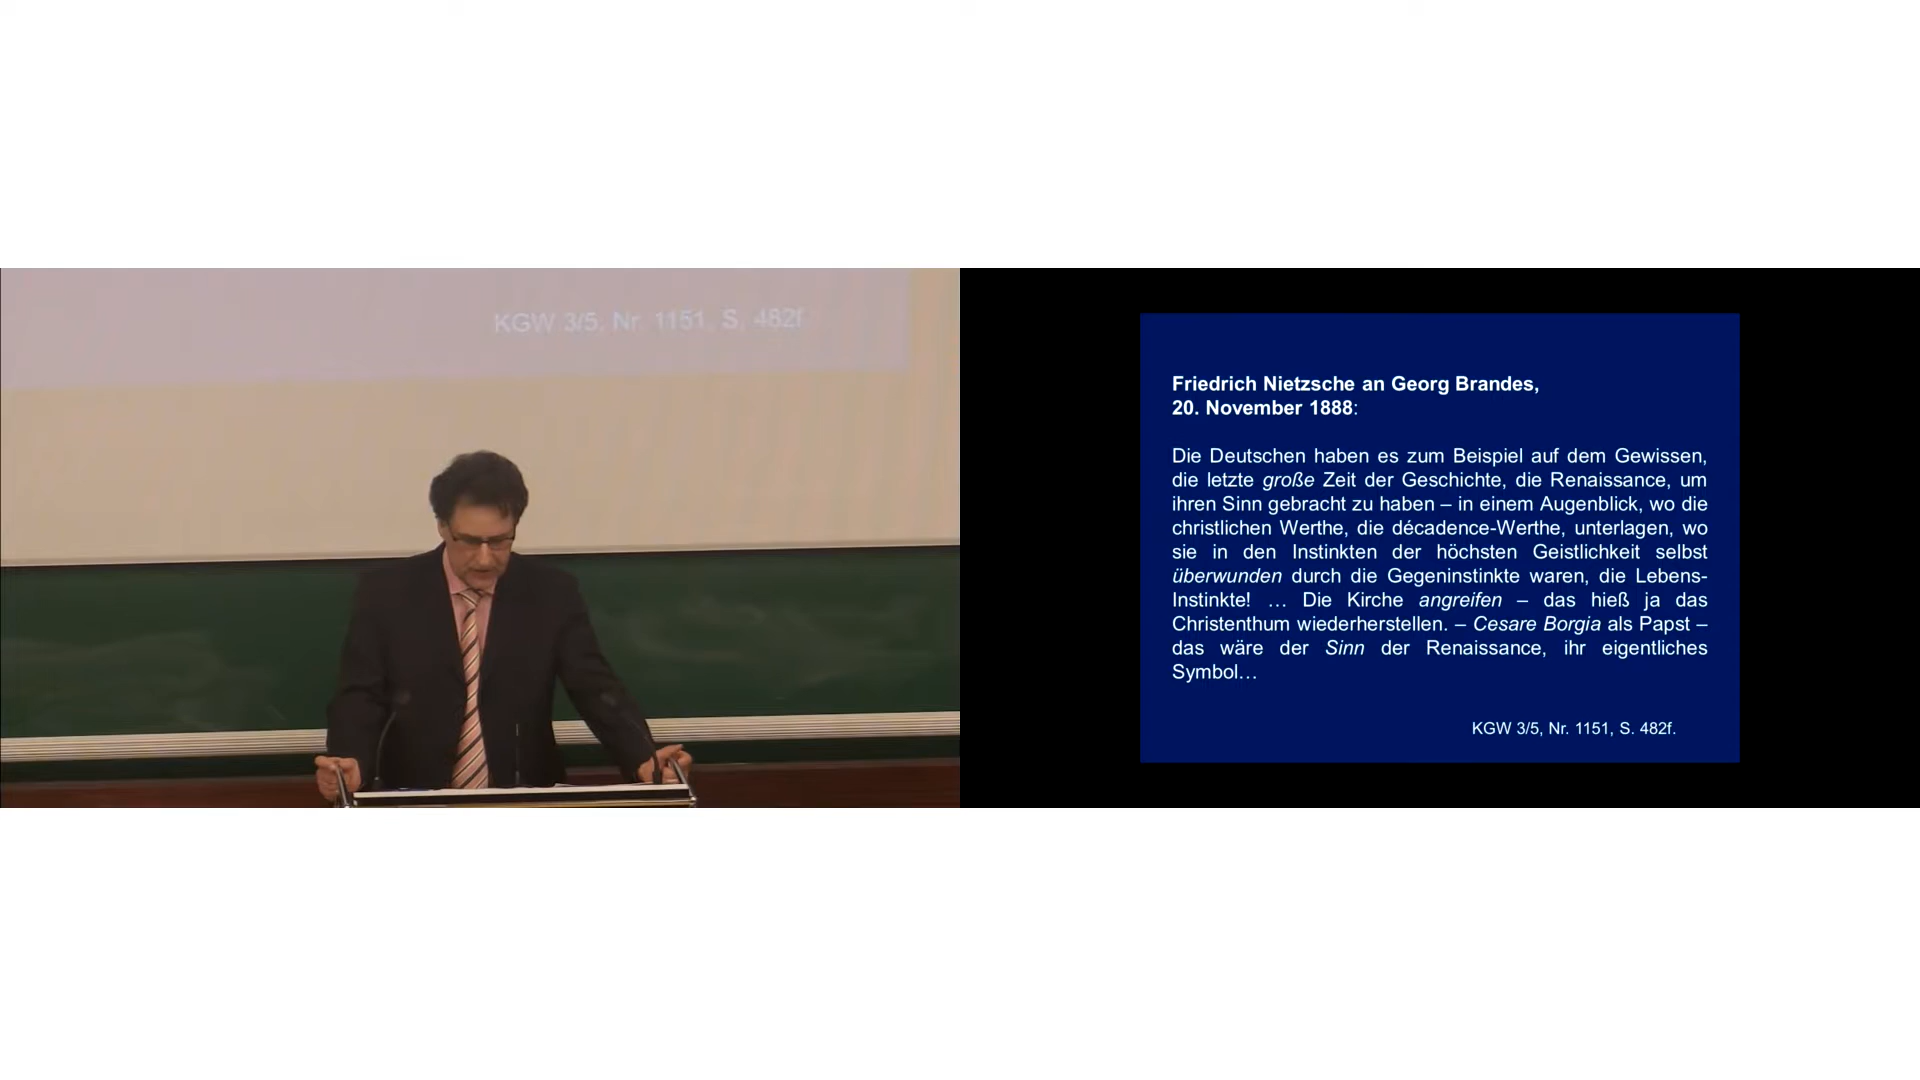 KGW 3/5, Nr. 1151, S. 482f.
Friedrich Nietzsche an Georg Brandes,
20. November 1888:
Die Deutschen haben es zum Beispiel auf dem Gewissen,
die letzte große Zeit der Geschichte, die Renaissance, um
ihren Sinn gebracht zu haben – in einem Augenblick, wo die
christlichen Werthe, die décadence-Werthe, unterlagen, wo
sie in den Instinkten der höchsten Geistlichkeit selbst
überwunden durch die Gegeninstinkte waren, die Lebens-
Instinkte! … Die Kirche angreifen – das hieß ja das
Christenthum wiederherstellen. – Cesare Borgia als Papst –
das wäre der Sinn der Renaissance, ihr eigentliches
Symbol…
KGW 3/5, Nr. 1151, S. 482f.